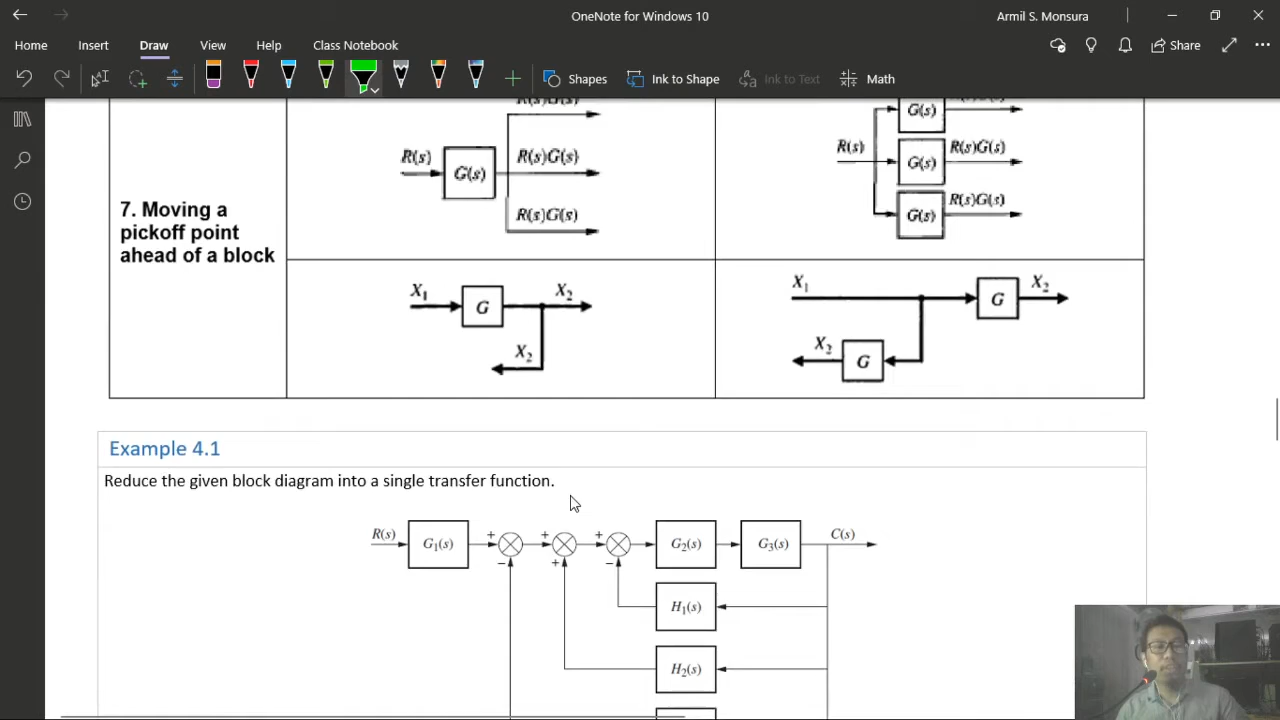 OneNote for Windows 10
Armil S. Monsura
Home Insert Draw View Help Class Notebook
Share
Shapes
Ink to Shape
Ink to Text
Math
7. Moving a
pickoff point
ahead of a block
R(s)
G(s)
R(s)G(s)
R(s)G(s)
R(s)G(s)
R(s)
G(s)
G(s)
R(s)G(s)
G(s)
R(s)G(s)
X₁
G
X₂
X₂
X₁
G
X₂
X₂
G
Example 4.1
Reduce the given block diagram into a single transfer function.
R(s)
G₁(s)
+
−
+
+
+
−
G₂(s)
G₃(s)
C(s)
H₁(s)
H₂(s)